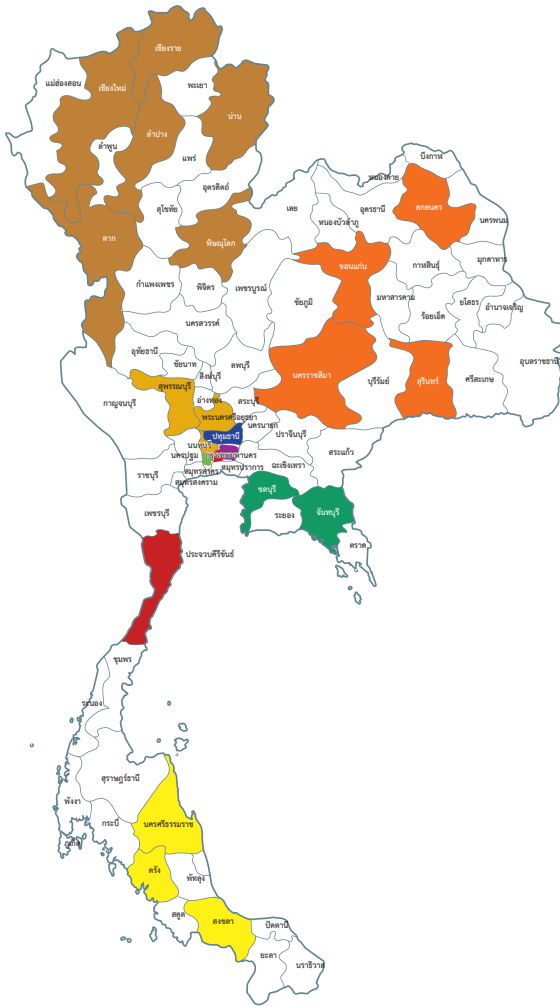 เชียงราย
แม่ฮ่องสอน
เชียงใหม่
พะเยา
น่าน
ลำปาง
ลำพูน
แพร่
อุตรดิตถ์
สุโขทัย
ตาก
พิษณุโลก
กำแพงเพชร
พิจิตร
เพชรบูรณ์
นครสวรรค์
อุทัยธานี
ชัยนาท
บึงกาฬ
หนองคาย
เลย
อุดรธานี
หนองบัวลำภู
สกลนคร
นครพนม
ขอนแก่น
กาฬสินธุ์
มุกดาหาร
ชัยภูมิ
มหาสารคาม
ร้อยเอ็ด
ยโสธร
อำนาจเจริญ
อุบลราชธานี
นครราชสีมา
บุรีรัมย์
สุรินทร์
ศรีสะเกษ
ลพบุรี
สิงห์บุรี
สุพรรณบุรี
อ่างทอง
สระบุรี
กาญจนบุรี
พระนครศรีอยุธยา
นครนายก
ปทุมธานี
ปราจีนบุรี
นนทบุรี
นครปฐม
กรุงเทพมหานคร
สระแก้ว
ราชบุรี
สมุทรสาคร
สมุทรปราการ
ฉะเชิงเทรา
สมุทรสงคราม
ชลบุรี
เพชรบุรี
ระยอง
จันทบุรี
ตราด
ประจวบคีรีขันธ์
ชุมพร
ระนอง
สุราษฎร์ธานี
พังงา
กระบี่
นครศรีธรรมราช
ภูเก็ต
ตรัง
พัทลุง
สตูล
สงขลา
ปัตตานี
ยะลา
นราธิวาส